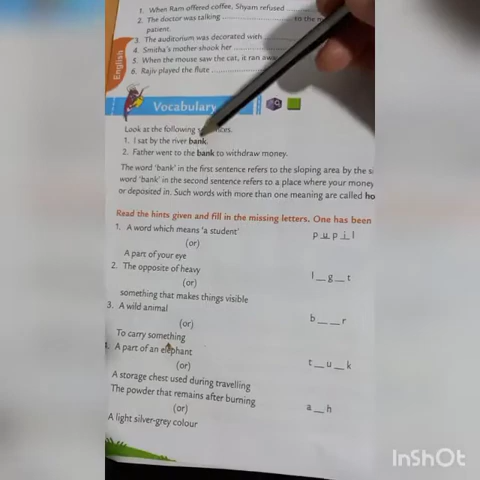 1. When Ram offered coffee, Shyam refused
2. The doctor was talking to the
patient.
3. The auditorium was decorated with
4. Smitha's mother shook her
5. When the mouse saw the cat, it ran away
6. Rajiv played the flute
English
Vocabulary
Look at the following
1. I sat by the river bank.
2. Father went to the bank to withdraw money.
The word 'bank' in the first sentence refers to the sloping area by the
word 'bank' in the second sentence refers to a place where your money
or deposited in. Such words with more than one meaning are called
Read the hints given and fill in the missing letters. One has been
1. A word which means 'a student' p u p i l
(or)
A part of your eye
2. The opposite of heavy l _ g _ t
(or)
something that makes things visible
3. A wild animal b _ _ r
(or)
To carry something
A part of an elephant t _ u _ k
(or)
A storage chest used during travelling
The powder that remains after burning a _ h
(or)
A light silver-grey colour
InShOt